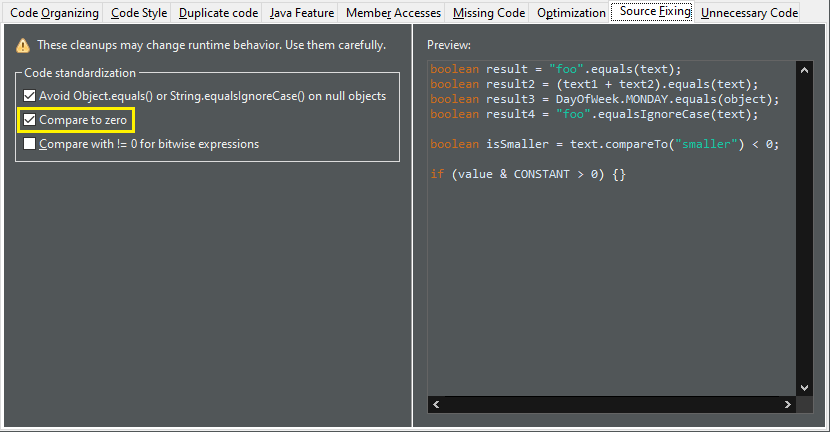 Code Organizing Code Style Duplicate code Java Feature Member Accesses Missing Code Optimization Source Fixing Unnecessary Code
These cleanups may change runtime behavior. Use them carefully.
Code standardization
Avoid Object.equals() or String.equalsIgnoreCase() on null objects
Compare to zero
Compare with != 0 for bitwise expressions
Preview:
boolean result = "foo".equals(text);
boolean result2 = (text1 + text2).equals(text);
boolean result3 = DayOfWeek.MONDAY.equals(object);
boolean result4 = "foo".equalsIgnoreCase(text);
boolean isSmaller = text.compareTo("smaller") < 0;
if (value & CONSTANT > 0) {}